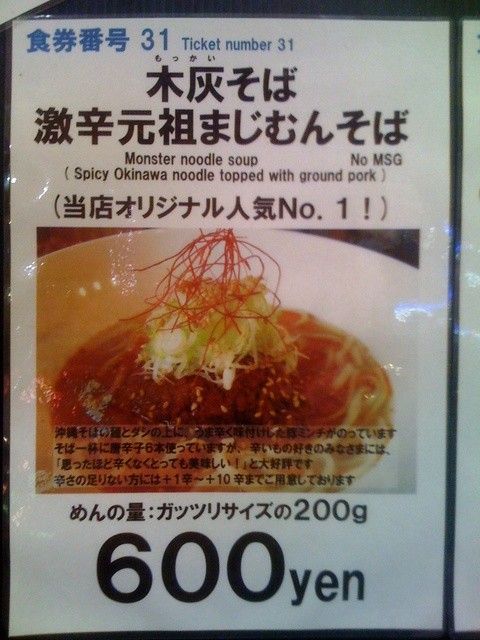 食券番号 31 Ticket number 31
もっかい
木灰そば
激辛元祖まじむんそば
Monster noodle soup No MSG
( Spicy Okinawa noodle topped with ground pork )
(当店オリジナル人気No. 1！)
沖縄そばの麺とダシの上に、うま辛く味付けした豚ミンチがのっています
そば一杯に唐辛子6本使っていますが、辛いもの好きのみなさまには、
「思ったほど辛くなくとっても美味しい！」と大好評です
辛さの足りない方には＋1辛～＋10辛までご用意しております
めんの量：ガッツリサイズの200g
600yen